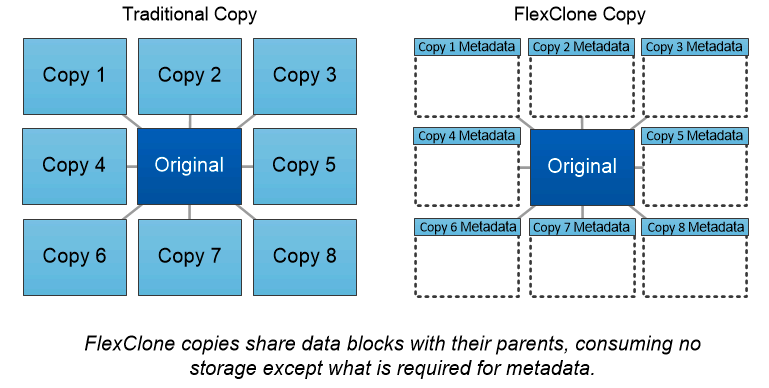 Traditional Copy
FlexClone Copy
Copy 1
Copy 2
Copy 3
Copy 4
Original
Copy 5
Copy 6
Copy 7
Copy 8
Copy 1 Metadata
Copy 2 Metadata
Copy 3 Metadata
Copy 4 Metadata
Original
Copy 5 Metadata
Copy 6 Metadata
Copy 7 Metadata
Copy 8 Metadata
FlexClone copies share data blocks with their parents, consuming no
storage except what is required for metadata.